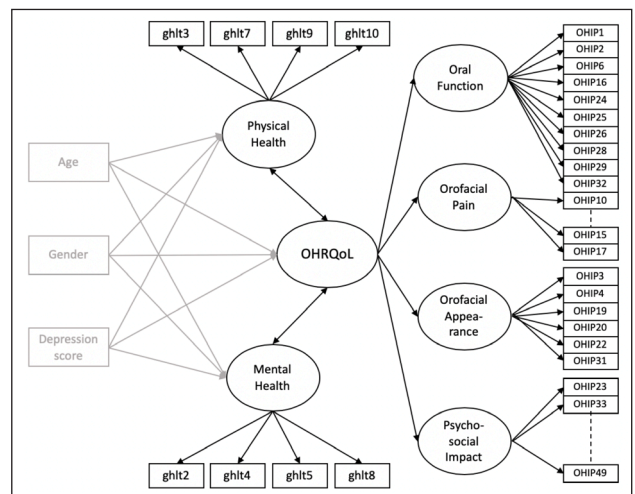 ghlt3
ghlt7
ghlt9
ghlt10
Physical
Health
Age
Gender
Depression
score
OHRQoL
Mental
Health
ghlt2
ghlt4
ghlt5
ghlt8
Oral
Function
Orofacial
Pain
Orofacial
Appea-
rance
Psycho-
social
Impact
OHIP1
OHIP2
OHIP6
OHIP16
OHIP24
OHIP25
OHIP26
OHIP28
OHIP29
OHIP32
OHIP10
OHIP15
OHIP17
OHIP3
OHIP4
OHIP19
OHIP20
OHIP22
OHIP31
OHIP23
OHIP33
OHIP49